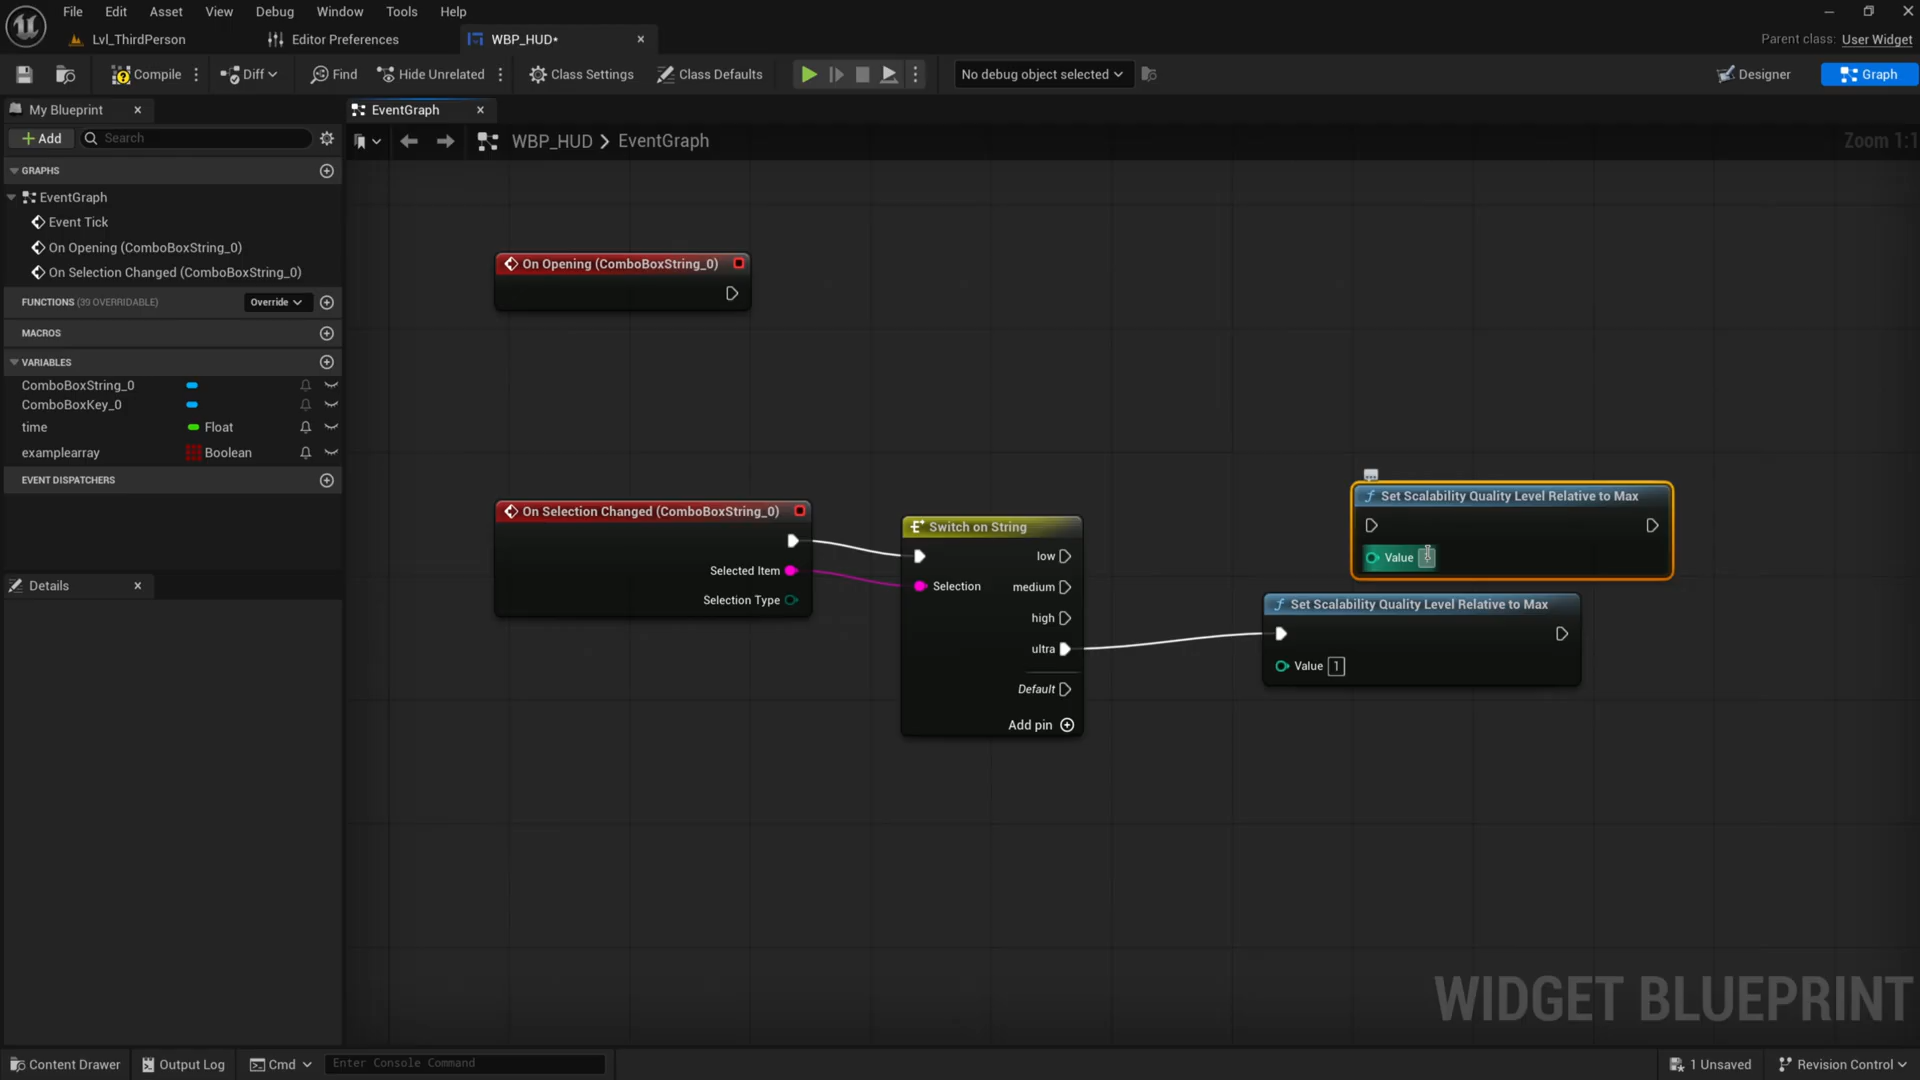 File Edit Asset View Debug Window Tools Help
Lvl_ThirdPerson Editor Preferences WBP_HUD* Parent class: User Widget
Compile Diff Find Hide Unrelated Class Settings Class Defaults No debug object selected Designer Graph
My Blueprint EventGraph
Add Search WBP_HUD > EventGraph Zoom 1:1
GRAPHS
EventGraph
Event Tick
On Opening (ComboBoxString_0)
On Selection Changed (ComboBoxString_0)
FUNCTIONS (39 OVERRIDABLE) Override
MACROS
VARIABLES
ComboBoxString_0
ComboBoxKey_0
time Float
examplearray Boolean
EVENT DISPATCHERS
Details
On Opening (ComboBoxString_0)
On Selection Changed (ComboBoxString_0)
Selected Item
Selection Type
Switch on String
low
Selection medium
high
ultra
Default
Add pin
Set Scalability Quality Level Relative to Max
Value
Set Scalability Quality Level Relative to Max
Value 1
WIDGET BLUEPRINT
Content Drawer Output Log Cmd Enter Console Command 1 Unsaved Revision Control